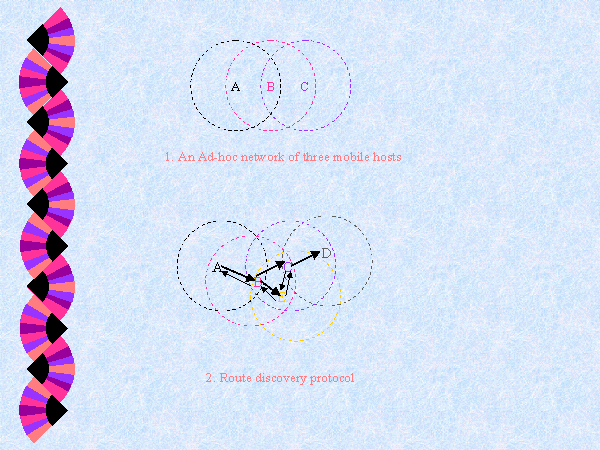 A B C
1. An Ad-hoc network of three mobile hosts
A B C D
2. Route discovery protocol